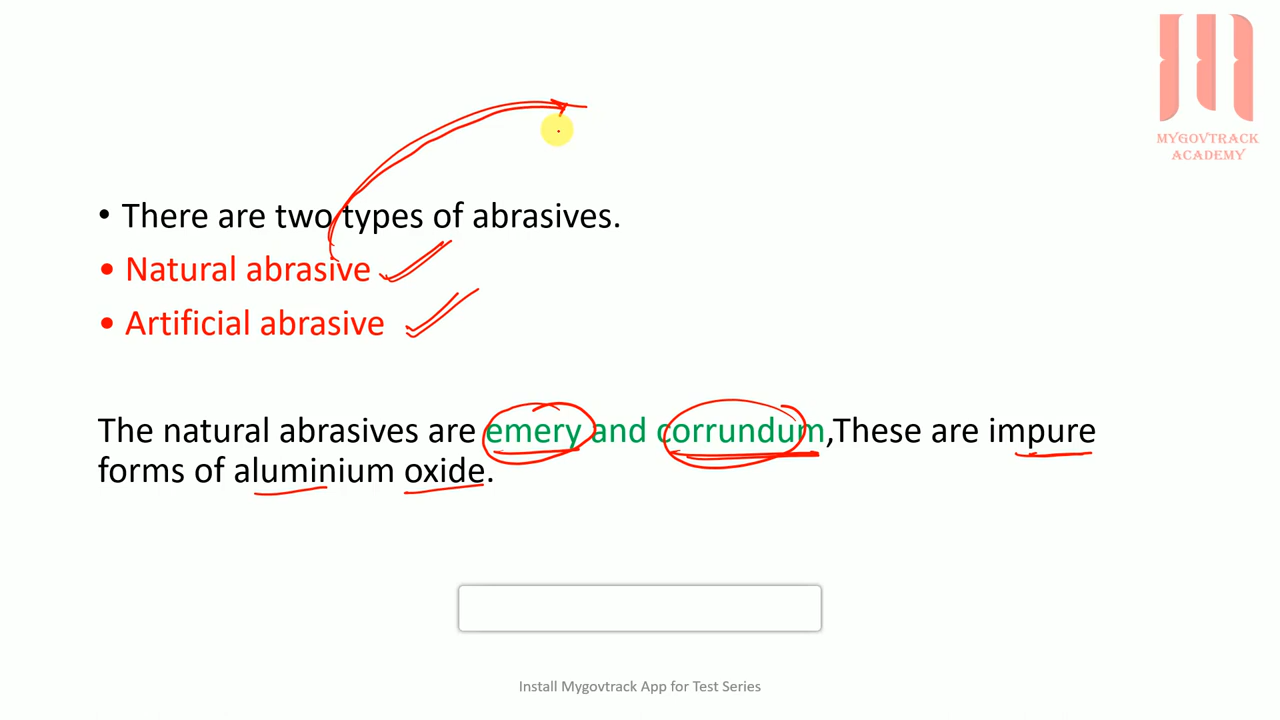 MYGOVTRACK
ACADEMY
• There are two types of abrasives.
• Natural abrasive
• Artificial abrasive
The natural abrasives are emery and corrundum,These are impure
forms of aluminium oxide.
Install Mygovtrack App for Test Series